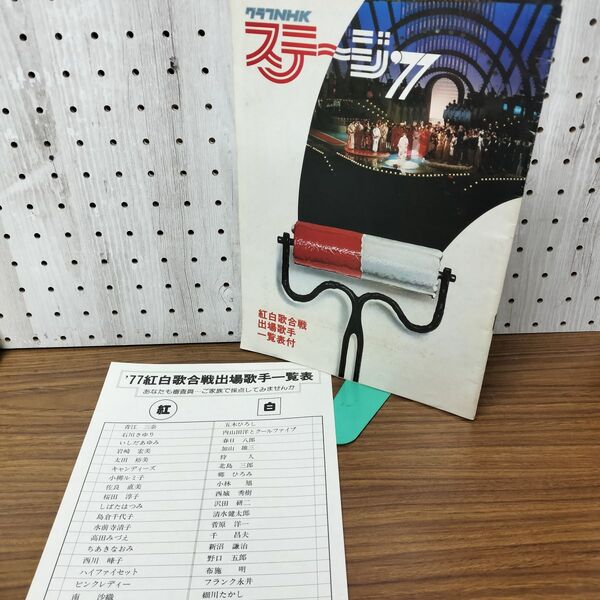 グラフNHK
ステージ'77
紅白歌合戦
出場歌手
一覧表付
'77紅白歌合戦出場歌手一覧表
あなたも審査員…ご家族で採点してみませんか
紅 白
青江 三奈 五木ひろし
石川さゆり 内山田洋とクールファイブ
いしだあゆみ 春日 八郎
岩崎 宏美 加山 雄三
太田 裕美 狩 人
キャンディーズ 北島 三郎
小柳ルミ子 郷 ひろみ
佐良 直美 小林 旭
桜田 淳子 西城 秀樹
しばたはつみ 沢田 研二
島倉千代子 清水健太郎
水前寺清子 菅原 洋一
高田みづえ 千 昌夫
ちあきなおみ 新沼 謙治
西川 峰子 野口 五郎
ハイファイセット 布施 明
ピンクレディー フランク永井
南 沙織 細川たかし